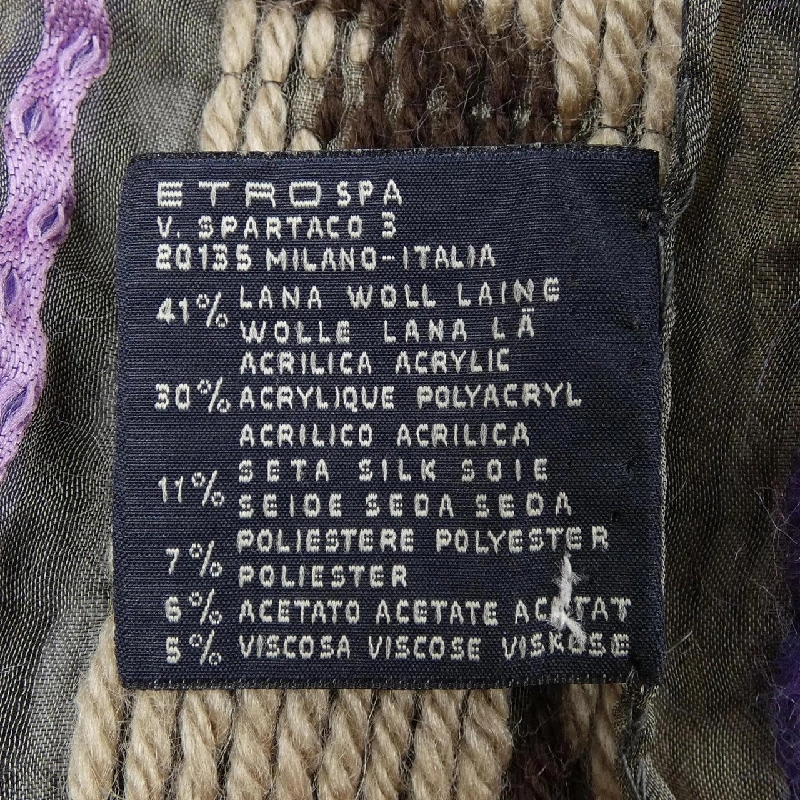 ETRO SPA
V. SPARTACO 3
20135 MILANO-ITALIA
41% LANA WOLL LAINE
WOLLE LANA LÃ
ACRILICA ACRYLIC
30% ACRYLIQUE POLYACRYL
ACRILICO ACRILICA
11% SETA SILK SOIE
SEIDE SEDA SEDA
7% POLIESTERE POLYESTER
POLIESTER
6% ACETATO ACETATE ACETAT
5% VISCOSA VISCOSE VISKOSE